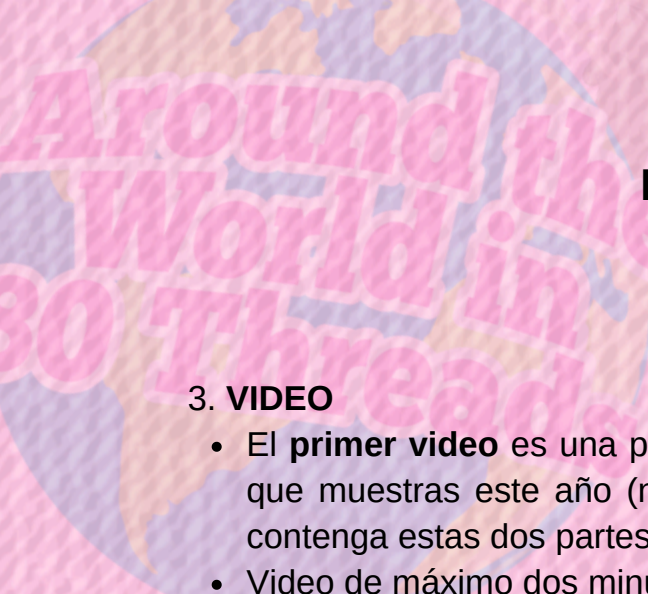 Around the
World in
80 Threads
3. VIDEO
• El primer video es una
que muestras este año
contenga estas dos partes
• Video de máximo dos